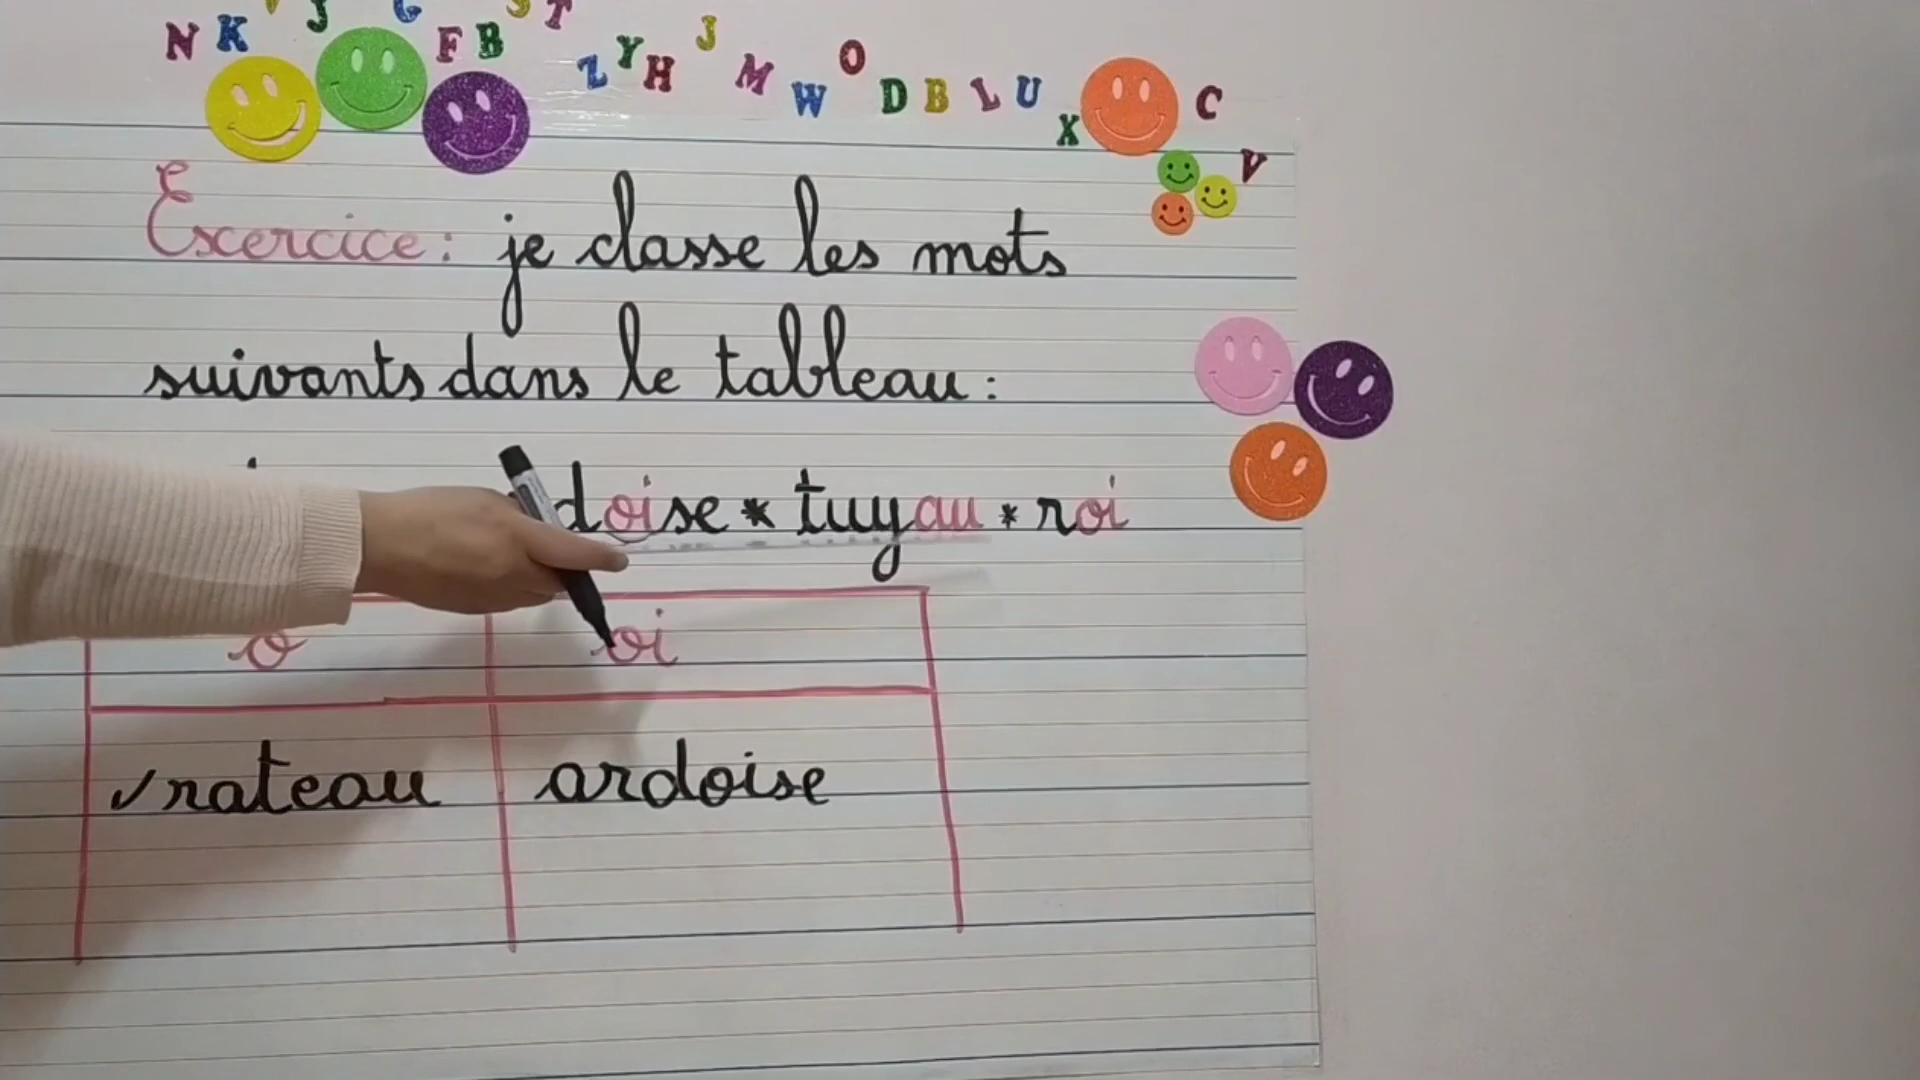 N K J F B T Z Y H J M W O D B L U X C V
Exercice : je classe les mots
suivants dans le tableau :
doise * tuyau * roi
o oi
rateau ardoise